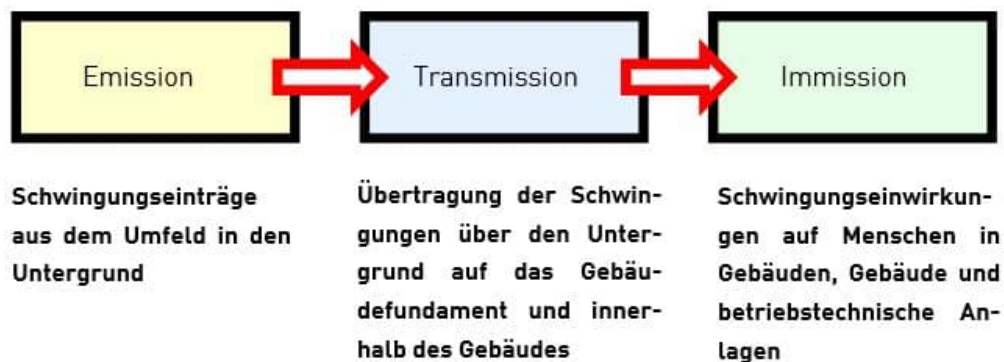 Emission
Transmission
Immission
Schwingungseinträge
aus dem Umfeld in den
Untergrund
Übertragung der Schwin-
gungen über den Unter-
grund auf das Gebäu-
defundament und inner-
halb des Gebäudes
Schwingungseinwirkun-
gen auf Menschen in
Gebäuden, Gebäude und
betriebstechnische An-
lagen